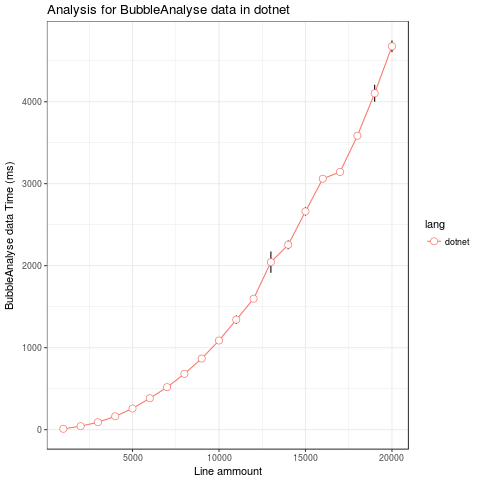 Analysis for BubbleAnalyse data in dotnet
BubbleAnalyse data Time (ms)
4000
3000
2000
1000
0
5000
10000
15000
20000
Line ammount
lang
dotnet